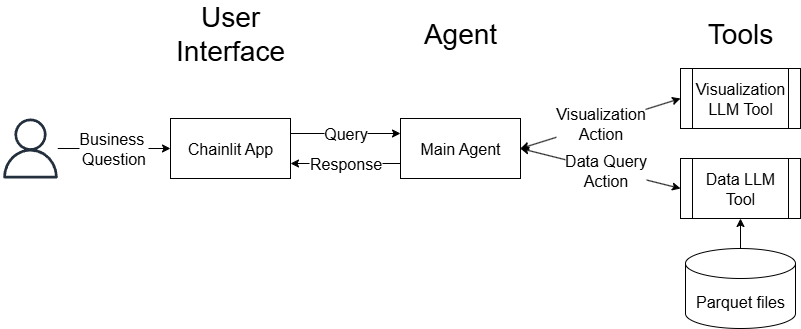 User
Interface
Agent
Tools
Business
Question
Chainlit App
Query
Response
Main Agent
Visualization
Action
Data Query
Action
Visualization
LLM Tool
Data LLM
Tool
Parquet files